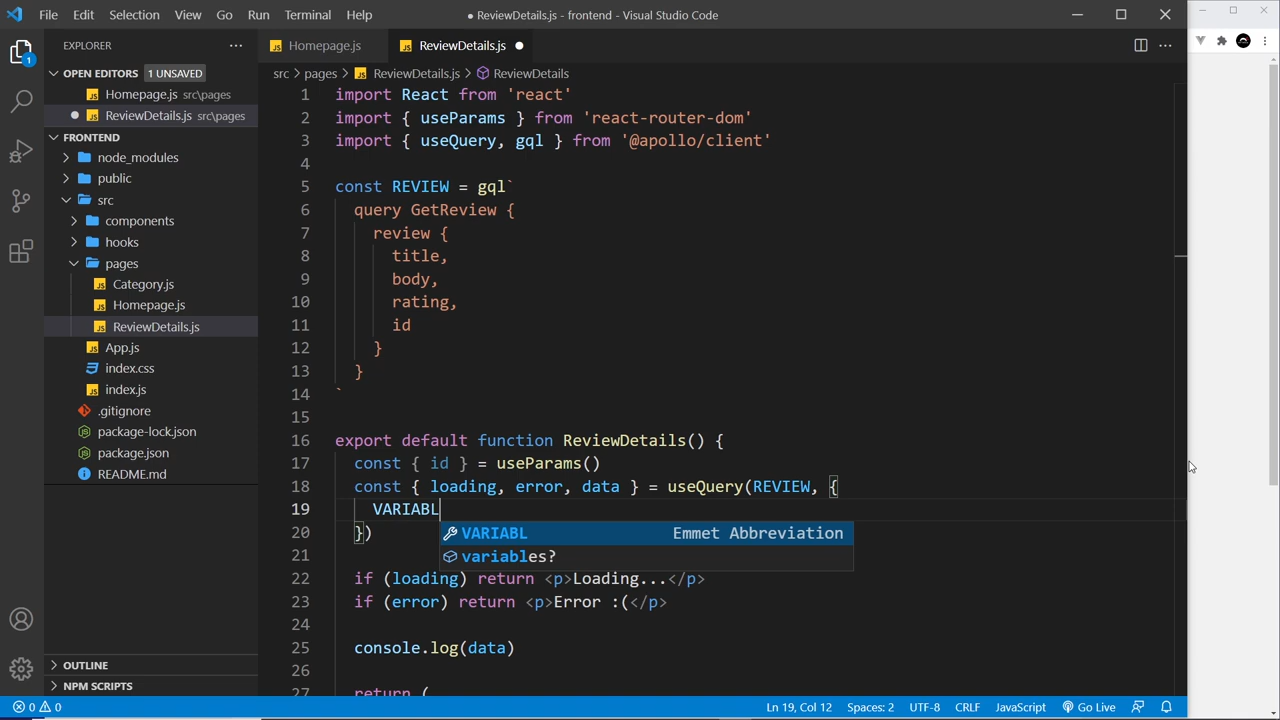 File Edit Selection View Go Run Terminal Help
● ReviewDetails.js - frontend - Visual Studio Code
EXPLORER
Homepage.js
ReviewDetails.js
OPEN EDITORS 1 UNSAVED
Homepage.js src\pages
ReviewDetails.js src\pages
FRONTEND
node_modules
public
src
components
hooks
pages
Category.js
Homepage.js
ReviewDetails.js
App.js
index.css
index.js
.gitignore
package-lock.json
package.json
README.md
OUTLINE
NPM SCRIPTS
src > pages > JS ReviewDetails.js > ReviewDetails
1 import React from 'react'
2 import { useParams } from 'react-router-dom'
3 import { useQuery, gql } from '@apollo/client'
4
5 const REVIEW = gql`
6 query GetReview {
7 review {
8 title,
9 body,
10 rating,
11 id
12 }
13 }
14 `
15
16 export default function ReviewDetails() {
17 const { id } = useParams()
18 const { loading, error, data } = useQuery(REVIEW, {
19 VARIABL
VARIABL Emmet Abbreviation
variables?
20 })
21
22 if (loading) return <p>Loading...</p>
23 if (error) return <p>Error :(</p>
24
25 console.log(data)
26
27 return (
0 0
Ln 19, Col 12 Spaces: 2 UTF-8 CRLF JavaScript Go Live